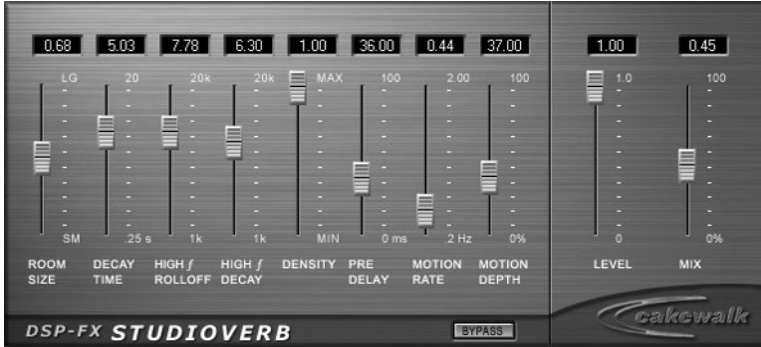 0.68 5.03 7.78 6.30 1.00 36.00 0.44 37.00 1.00 0.45
LG 20 20k 20k MAX 100 2.00 100 1.0 100
SM .25 s 1k 1k MIN 0 ms .2 Hz 0% 0 0%
ROOM SIZE
DECAY TIME
HIGH ƒ ROLLOFF
HIGH ƒ DECAY
DENSITY
PRE DELAY
MOTION RATE
MOTION DEPTH
LEVEL
MIX
DSP-FX STUDIOVERB
BYPASS
cakewalk